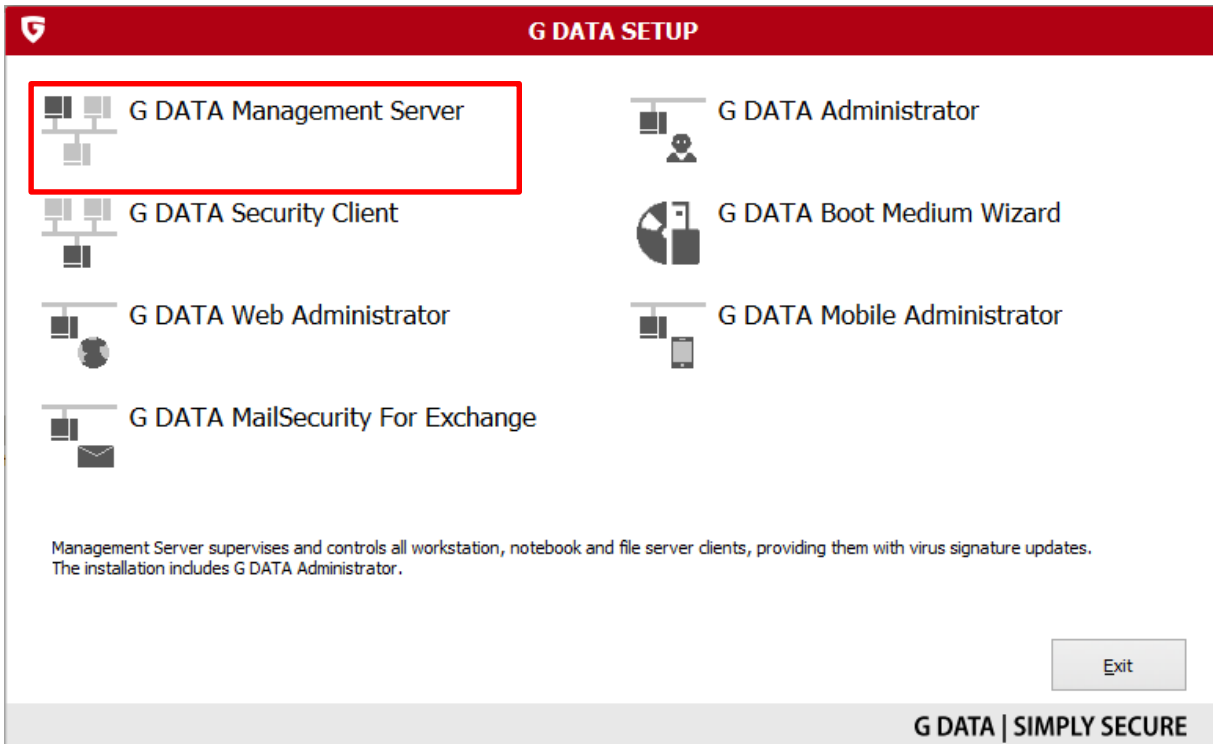 G DATA SETUP
G DATA Management Server
G DATA Administrator
G DATA Security Client
G DATA Boot Medium Wizard
G DATA Web Administrator
G DATA Mobile Administrator
G DATA MailSecurity For Exchange
Management Server supervises and controls all workstation, notebook and file server clients, providing them with virus signature updates.
The installation includes G DATA Administrator.
Exit
G DATA | SIMPLY SECURE